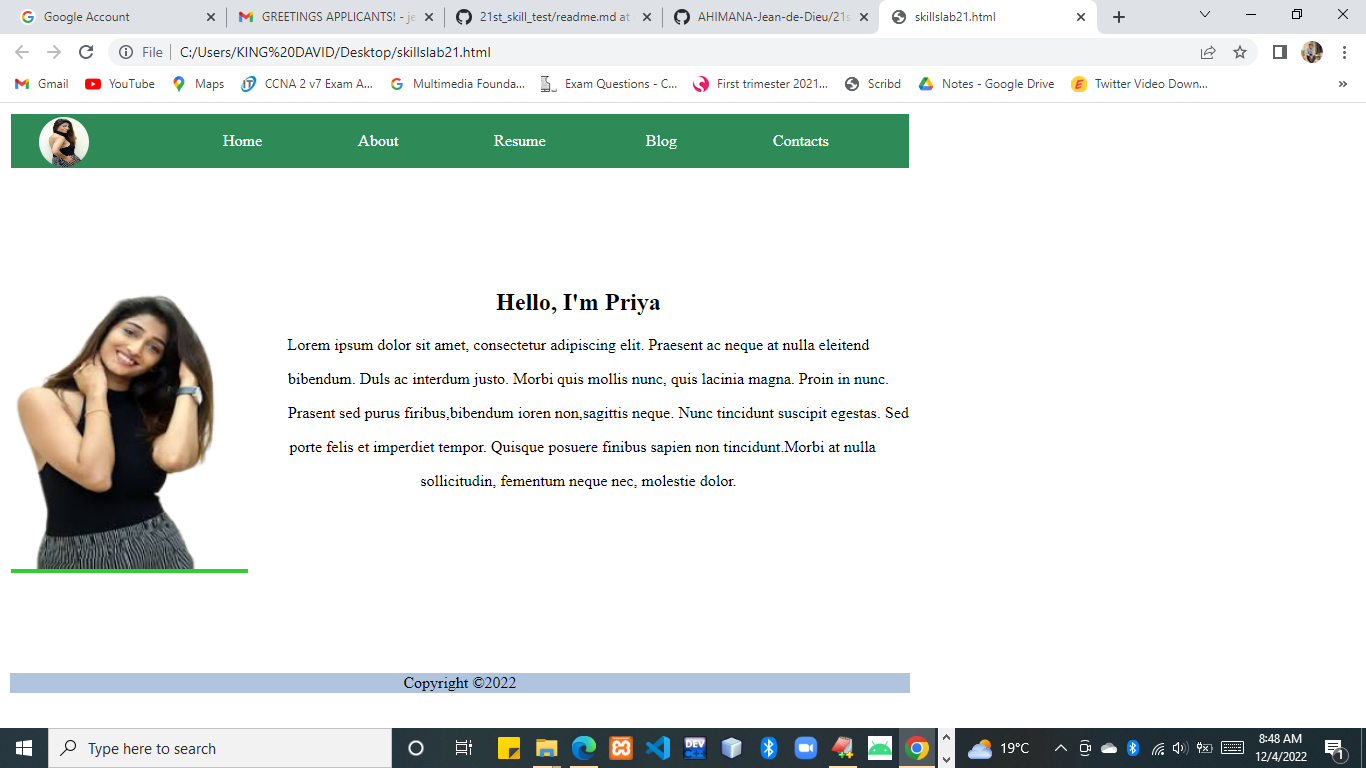 Google Account
GREETINGS APPLICANTS! - je
21st_skill_test/readme.md at
AHIMANA-Jean-de-Dieu/21s
skillslab21.html
File
C:/Users/KING%20DAVID/Desktop/skillslab21.html
Gmail
YouTube
Maps
CCNA 2 v7 Exam A...
Multimedia Founda...
Exam Questions - C...
First trimester 2021...
Scribd
Notes - Google Drive
Twitter Video Down...
»
Home About Resume Blog Contacts
Hello, I'm Priya
Lorem ipsum dolor sit amet, consectetur adipiscing elit. Praesent ac neque at nulla eleitend
bibendum. Duls ac interdum justo. Morbi quis mollis nunc, quis lacinia magna. Proin in nunc.
Prasent sed purus firibus,bibendum ioren non,sagittis neque. Nunc tincidunt suscipit egestas. Sed
porte felis et imperdiet tempor. Quisque posuere finibus sapien non tincidunt.Morbi at nulla
sollicitudin, fementum neque nec, molestie dolor.
Copyright ©2022
Type here to search
DEV
19°C
8:48 AM
12/4/2022
1